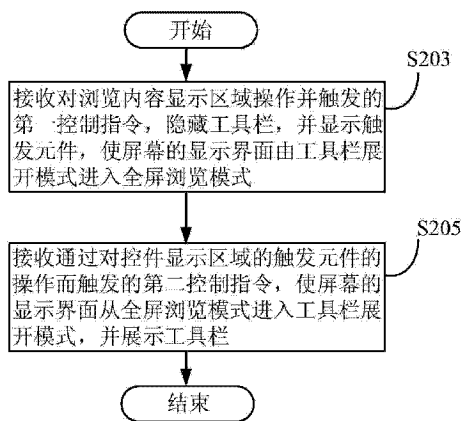 开始
S203
接收对浏览内容显示区域操作并触发的
第一控制指令，隐藏工具栏，并显示触
发元件，使屏幕的显示界面由工具栏展
开模式进入全屏浏览模式
S205
接收通过对控件显示区域的触发元件的
操作而触发的第二控制指令，使屏幕的
显示界面从全屏浏览模式进入工具栏展
开模式，并展示工具栏
结束